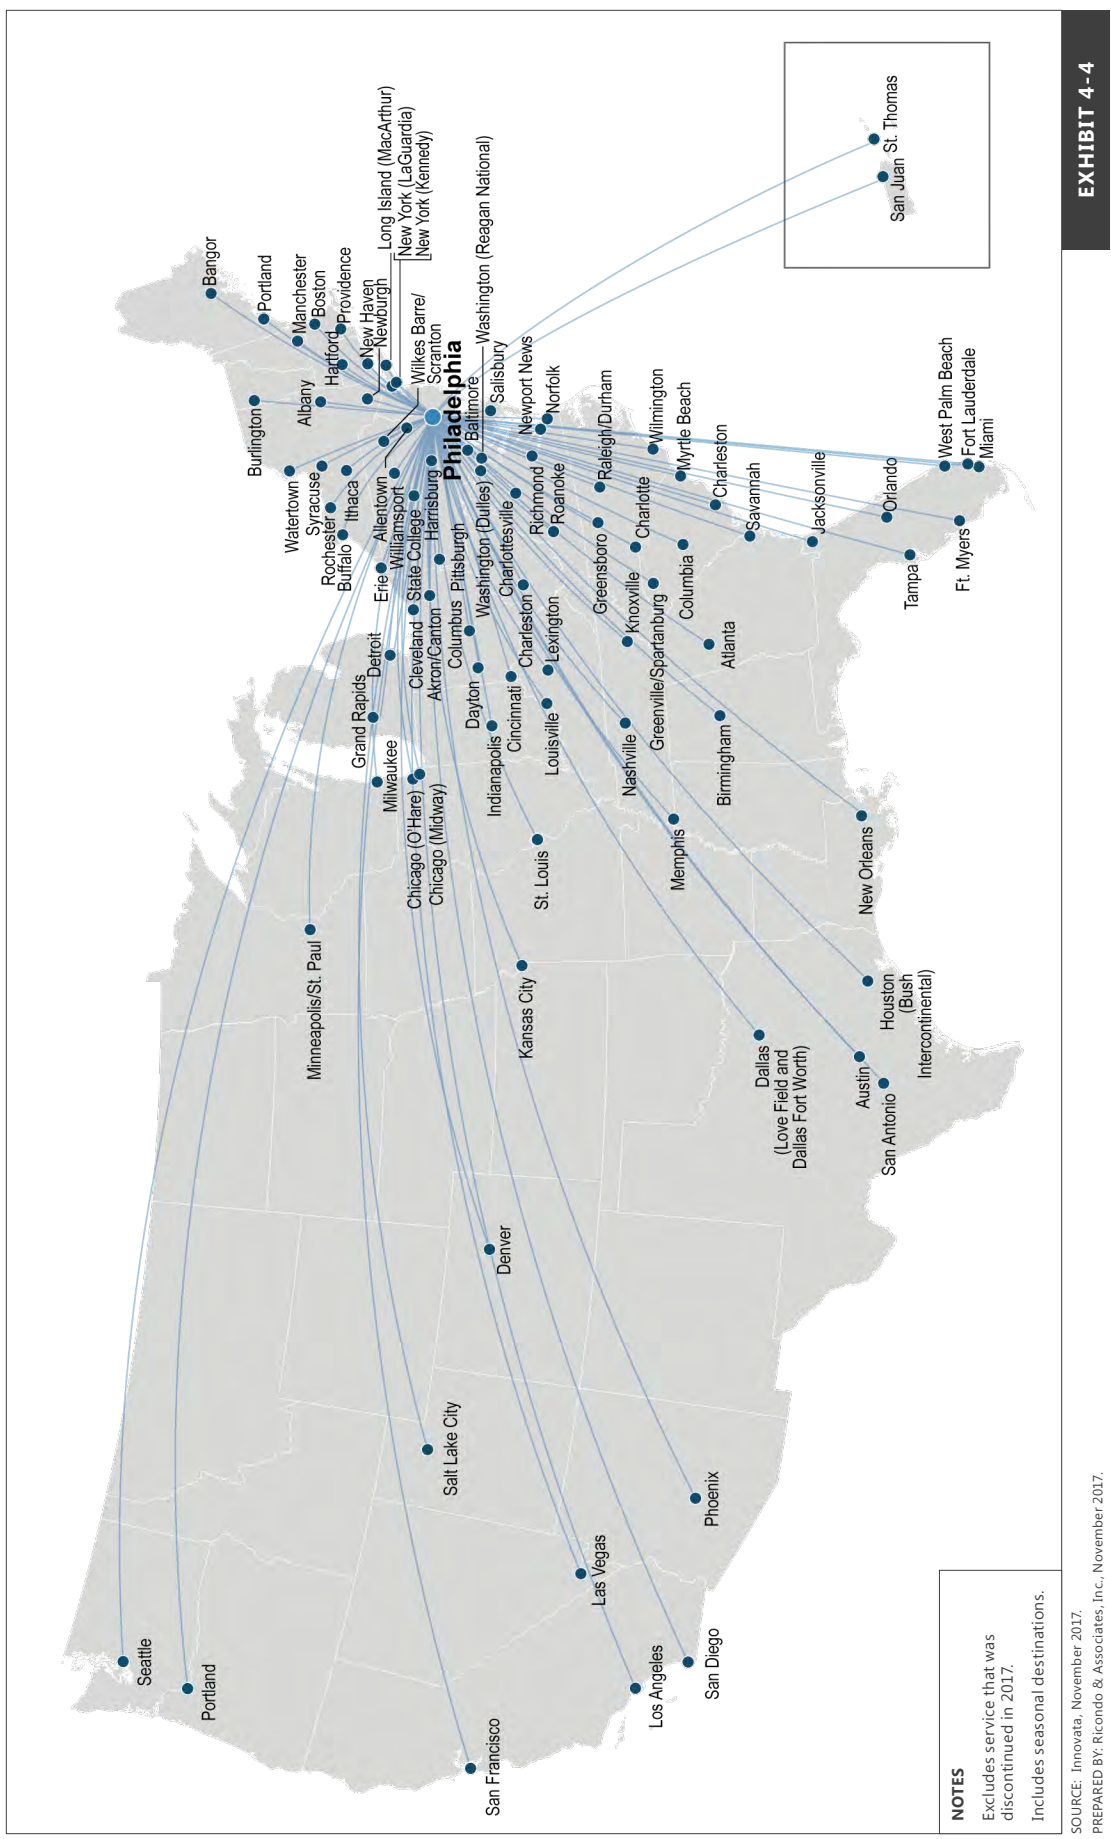 EXHIBIT 4-4
Seattle
Portland
San Francisco
Los Angeles
San Diego
Las Vegas
Phoenix
Salt Lake City
Denver
Minneapolis/St. Paul
Kansas City
Dallas
(Love Field and
Dallas Fort Worth)
Austin
San Antonio
Houston
(Bush
Intercontinental)
New Orleans
Memphis
St. Louis
Milwaukee
Chicago (O'Hare)
Chicago (Midway)
Grand Rapids
Detroit
Indianapolis
Dayton
Cincinnati
Louisville
Lexington
Nashville
Birmingham
Atlanta
Knoxville
Greenville/Spartanburg
Cleveland
Akron/Canton
Columbus
Charleston
Pittsburgh
Erie
Buffalo
Rochester
Syracuse
Watertown
Ithaca
Allentown
Williamsport
State College
Harrisburg
Washington (Dulles)
Charlottesville
Richmond
Roanoke
Greensboro
Charlotte
Columbia
Raleigh/Durham
Wilmington
Myrtle Beach
Charleston
Savannah
Jacksonville
Orlando
Tampa
Ft. Myers
West Palm Beach
Fort Lauderdale
Miami
Newport News
Norfolk
Salisbury
Baltimore
Washington (Reagan National)
Philadelphia
Wilkes Barre/
Scranton
Burlington
Albany
Hartford
New Haven
Newburgh
Long Island (MacArthur)
New York (LaGuardia)
New York (Kennedy)
Providence
Boston
Manchester
Portland
Bangor
San Juan
St. Thomas
NOTES
Excludes service that was
discontinued in 2017.
Includes seasonal destinations.
SOURCE: Innovata, November 2017.
PREPARED BY: Ricondo & Associates, Inc., November 2017.